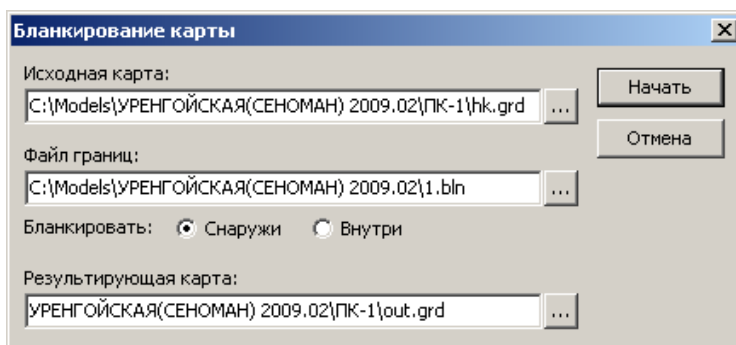 Бланкирование карты
Исходная карта:
C:\Models\УРЕНГОЙСКАЯ(СЕНОМАН) 2009.02\ПК-1\hk.grd
...
Начать
Отмена
Файл границ:
C:\Models\УРЕНГОЙСКАЯ(СЕНОМАН) 2009.02\1.bln
...
Бланкировать: Снаружи Внутри
Результирующая карта:
УРЕНГОЙСКАЯ(СЕНОМАН) 2009.02\ПК-1\out.grd
...